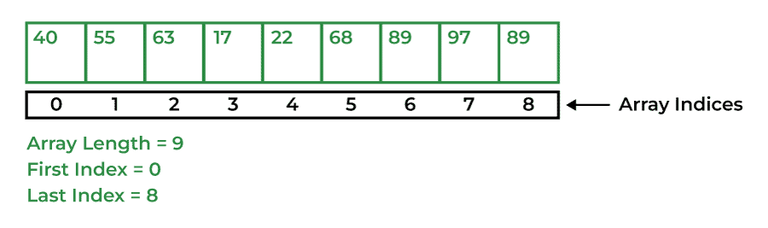 40 55 63 17 22 68 89 97 89
0 1 2 3 4 5 6 7 8 Array Indices
Array Length = 9
First Index = 0
Last Index = 8